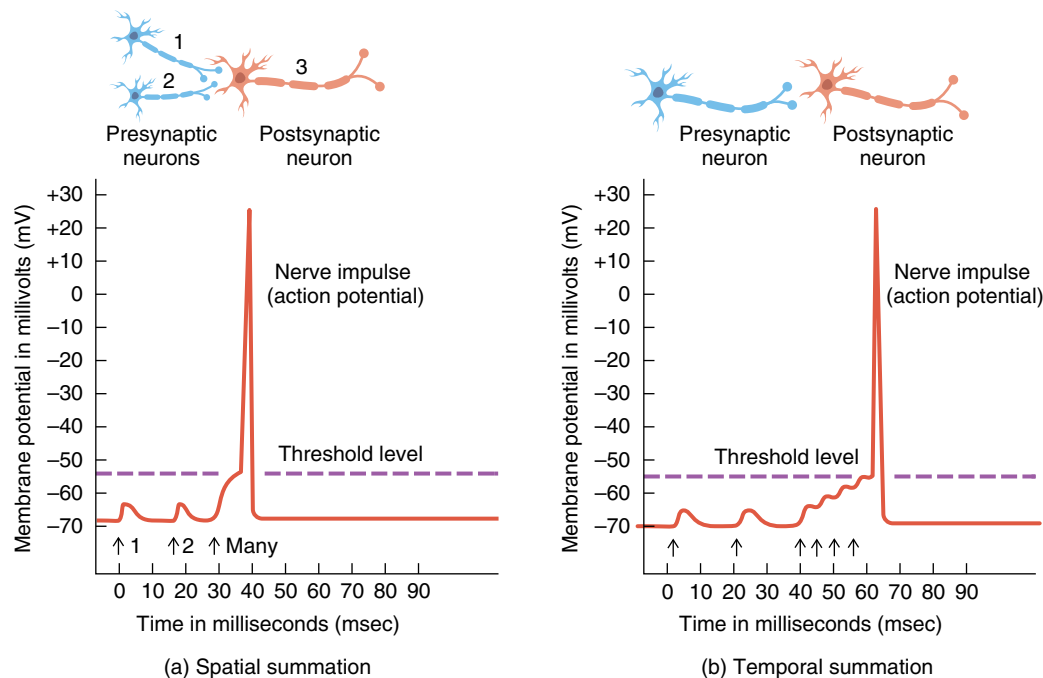 1
2
3
Presynaptic
neurons
Postsynaptic
neuron
Membrane potential in millivolts (mV)
+30
+20
+10
0
–10
–20
–30
–40
–50
–60
–70
Nerve impulse
(action potential)
Threshold level
1
2
Many
0 10 20 30 40 50 60 70 80 90
Time in milliseconds (msec)
(a) Spatial summation
Presynaptic
neuron
Postsynaptic
neuron
Membrane potential in millivolts (mV)
+30
+20
+10
0
–10
–20
–30
–40
–50
–60
–70
Nerve impulse
(action potential)
Threshold level
0 10 20 30 40 50 60 70 80 90
Time in milliseconds (msec)
(b) Temporal summation